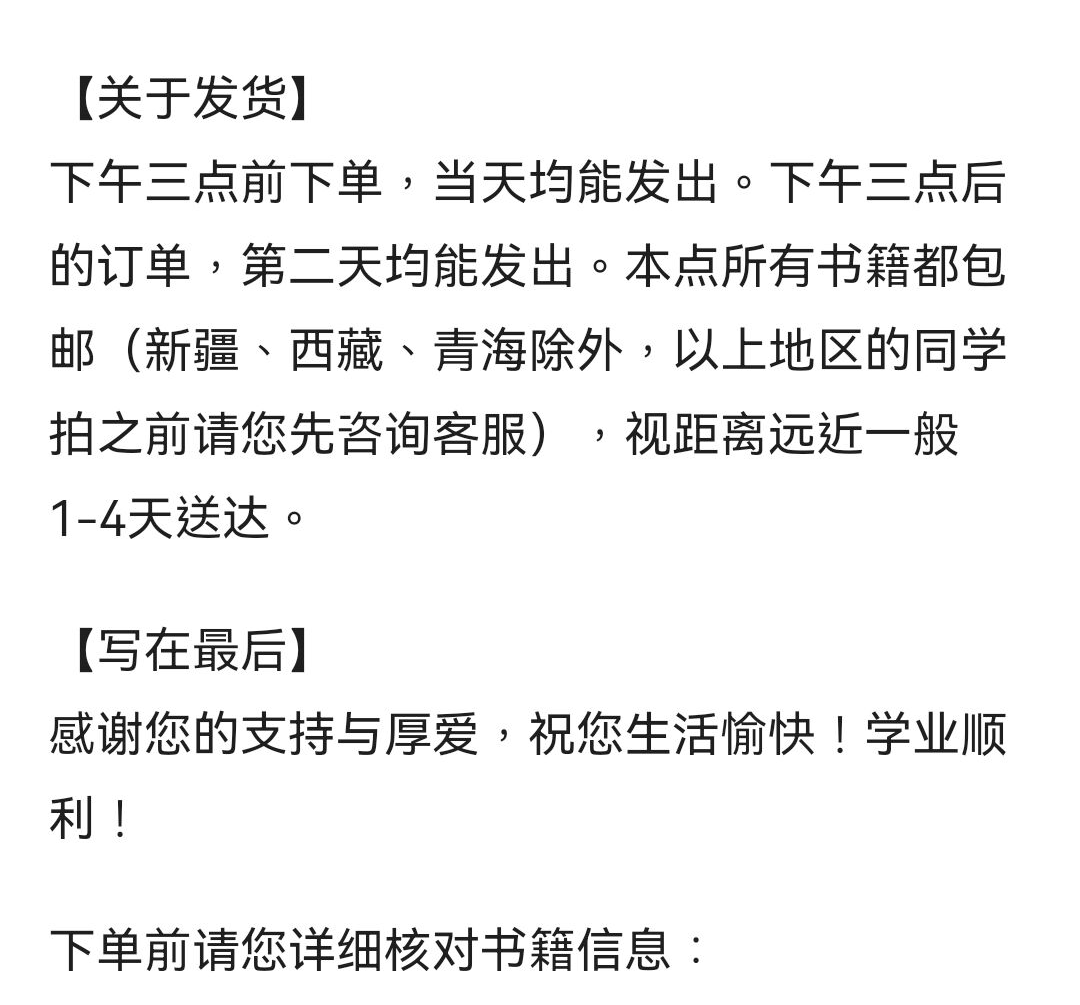 【关于发货】
下午三点前下单，当天均能发出。下午三点后
的订单，第二天均能发出。本点所有书籍都包
邮（新疆、西藏、青海除外，以上地区的同学
拍之前请您先咨询客服），视距离远近一般
1-4天送达。
【写在最后】
感谢您的支持与厚爱，祝您生活愉快！学业顺
利！
下单前请您详细核对书籍信息：